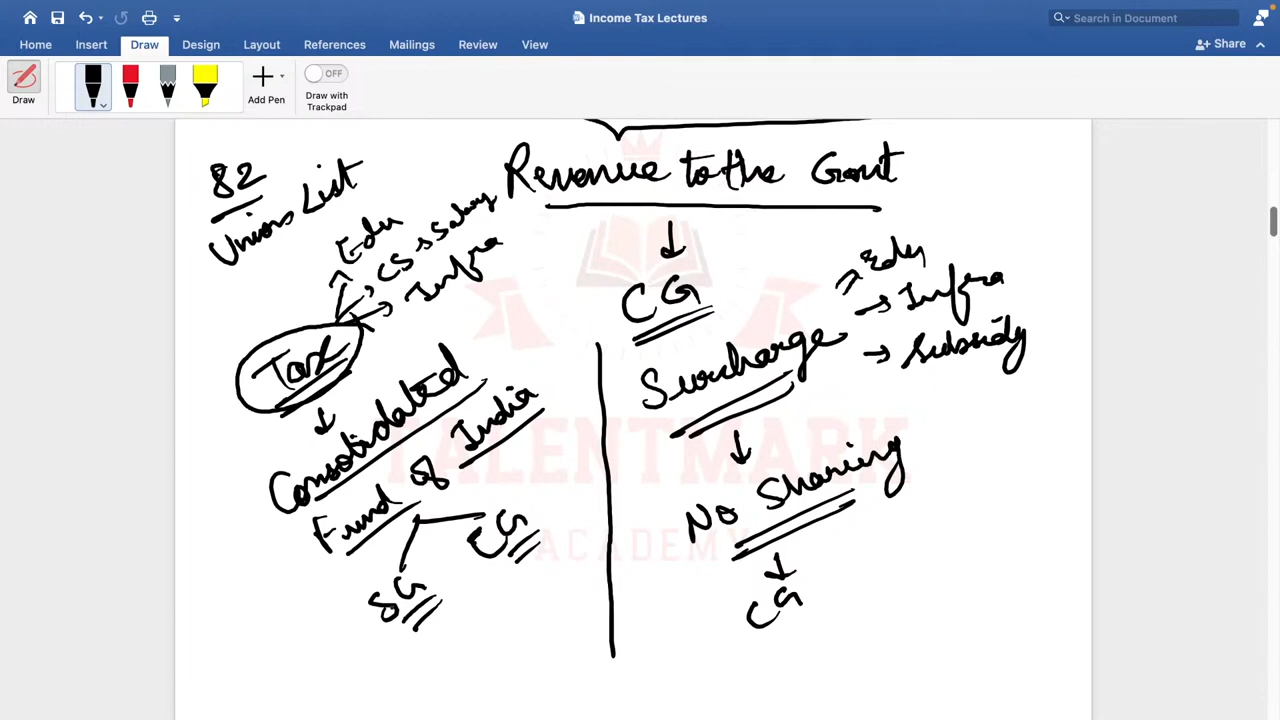 Income Tax Lectures
Search in Document
Home Insert Draw Design Layout References Mailings Review View
Share
Draw
Add Pen
OFF
Draw with
Trackpad
82
Union List
Revenue to the Govt
Edu
CS → Salary
Infra
CG
Edu
→ Infra
→ Subsidy
Tax
Surcharge
Consolidated
Fund of India
No Sharing
CG
SG
CG
TALENTMARK
ACADEMY